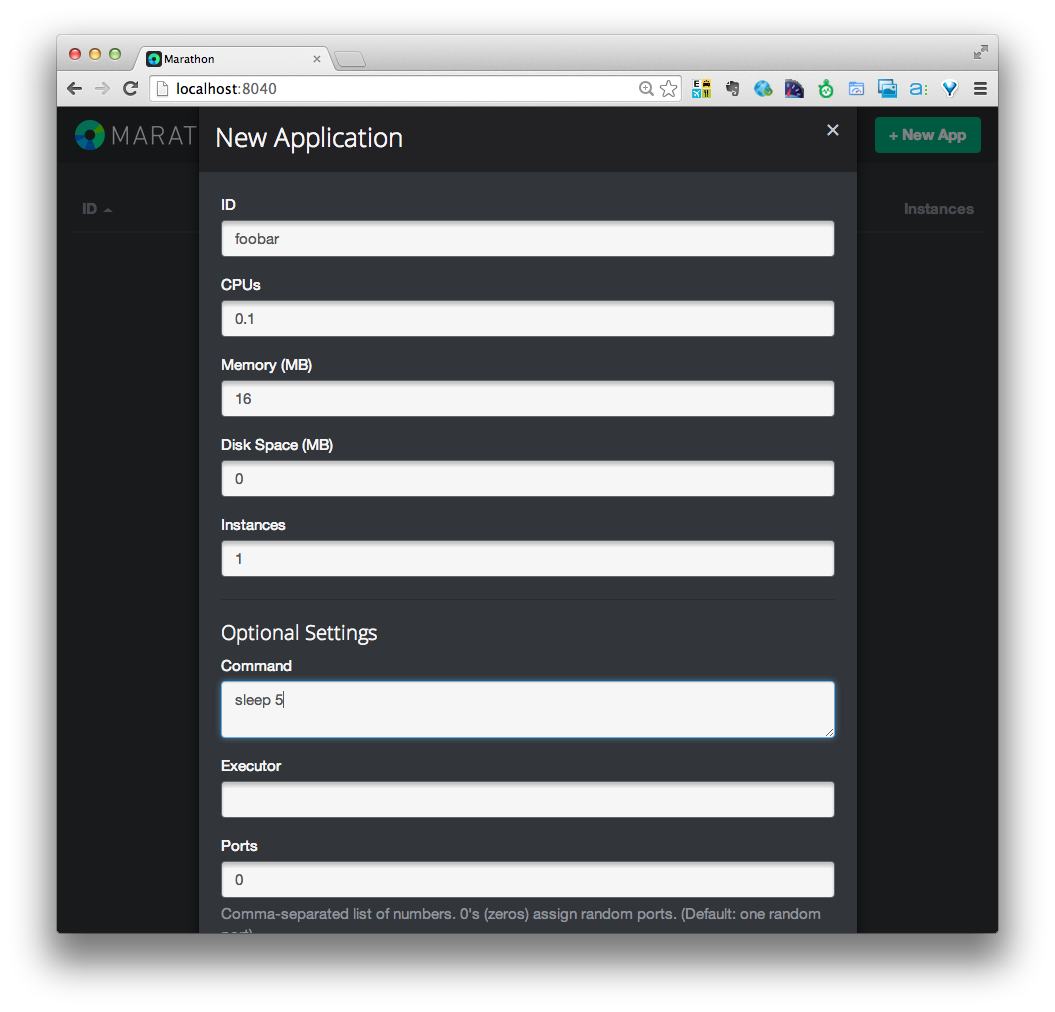 Marathon
localhost:8040
MARAT
New Application
+ New App
ID
Instances
ID
foobar
CPUs
0.1
Memory (MB)
16
Disk Space (MB)
0
Instances
1
Optional Settings
Command
sleep 5
Executor
Ports
0
Comma-separated list of numbers. 0's (zeros) assign random ports. (Default: one random
port)